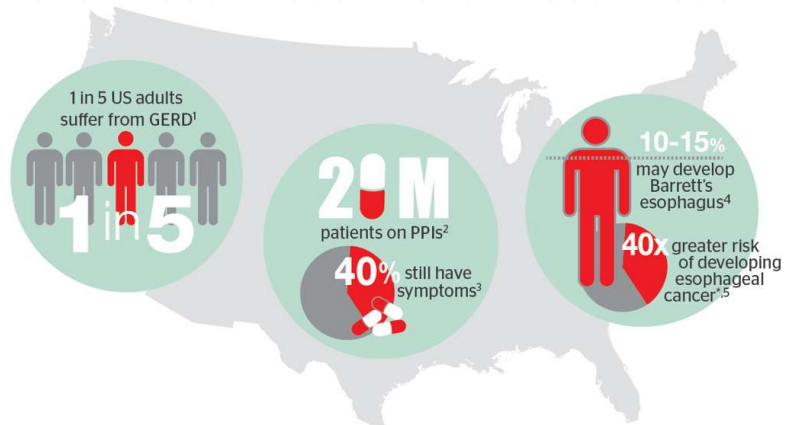 1 in 5 US adults
suffer from GERD¹
1 in 5
20 M
patients on PPIs²
40% still have
symptoms³
10-15%
may develop
Barrett's
esophagus⁴
40x greater risk
of developing
esophageal
cancer*,⁵